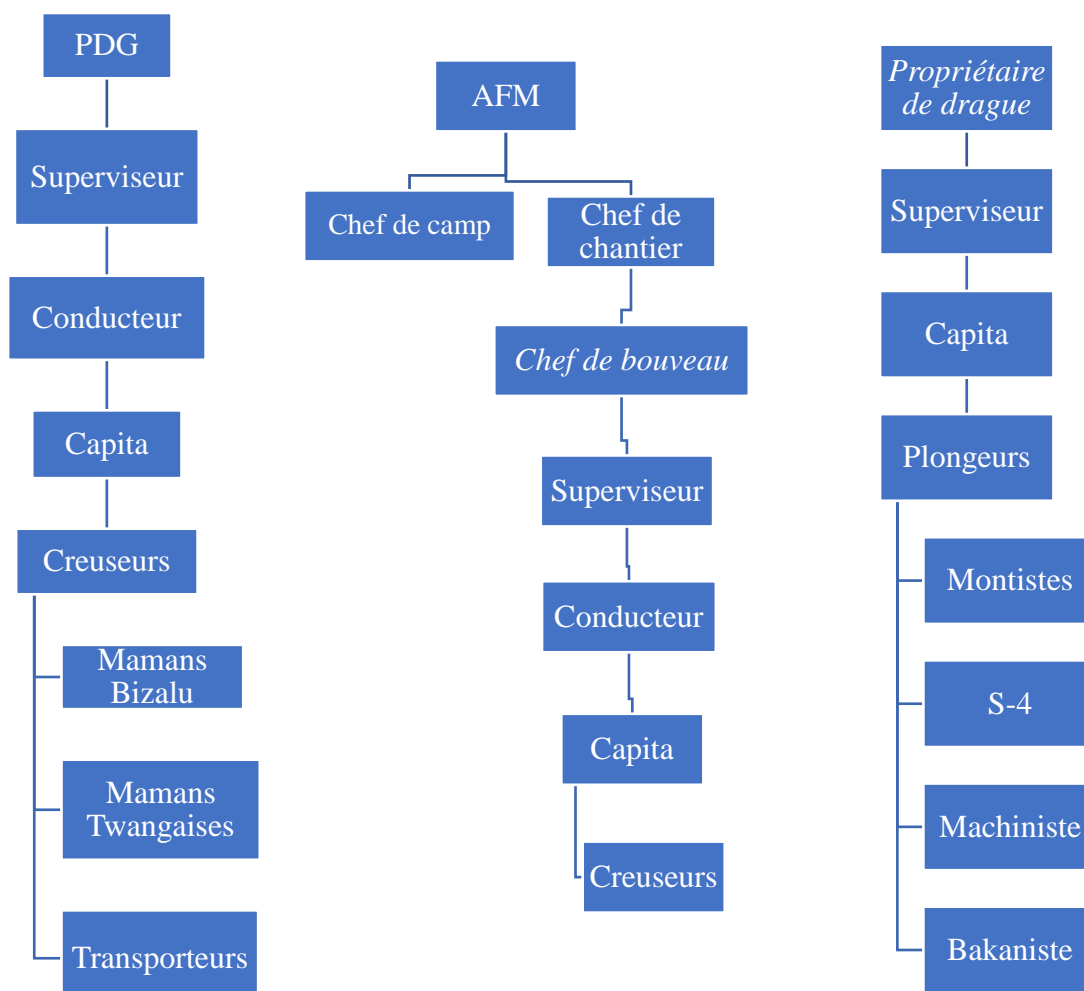 PDG
Superviseur
Conducteur
Capita
Creuseurs
Mamans
Bizalu
Mamans
Twangaises
Transporteurs
AFM
Chef de camp
Chef de
chantier
Chef de bouveau
Superviseur
Conducteur
Capita
Creuseurs
Propriétaire
de drague
Superviseur
Capita
Plongeurs
Montistes
S-4
Machiniste
Bakaniste